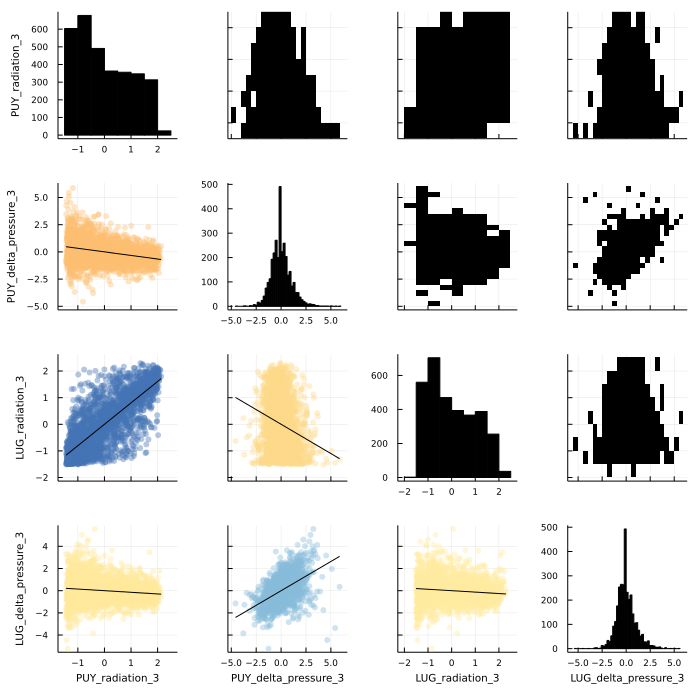 PUY_radiation_3
600
500
400
300
200
100
0
−1 0 1 2
PUY_delta_pressure_3
5.0
2.5
0.0
−2.5
−5.0
500
400
300
200
100
0
−5.0 −2.5 0.0 2.5 5.0
LUG_radiation_3
2
1
0
−1
−2
600
400
200
0
−2 −1 0 1 2
LUG_delta_pressure_3
4
2
0
−2
−4
500
400
300
200
100
0
−1 0 1 2
−5.0 −2.5 0.0 2.5 5.0
−1 0 1 2
−5.0 −2.5 0.0 2.5 5.0
PUY_radiation_3
PUY_delta_pressure_3
LUG_radiation_3
LUG_delta_pressure_3